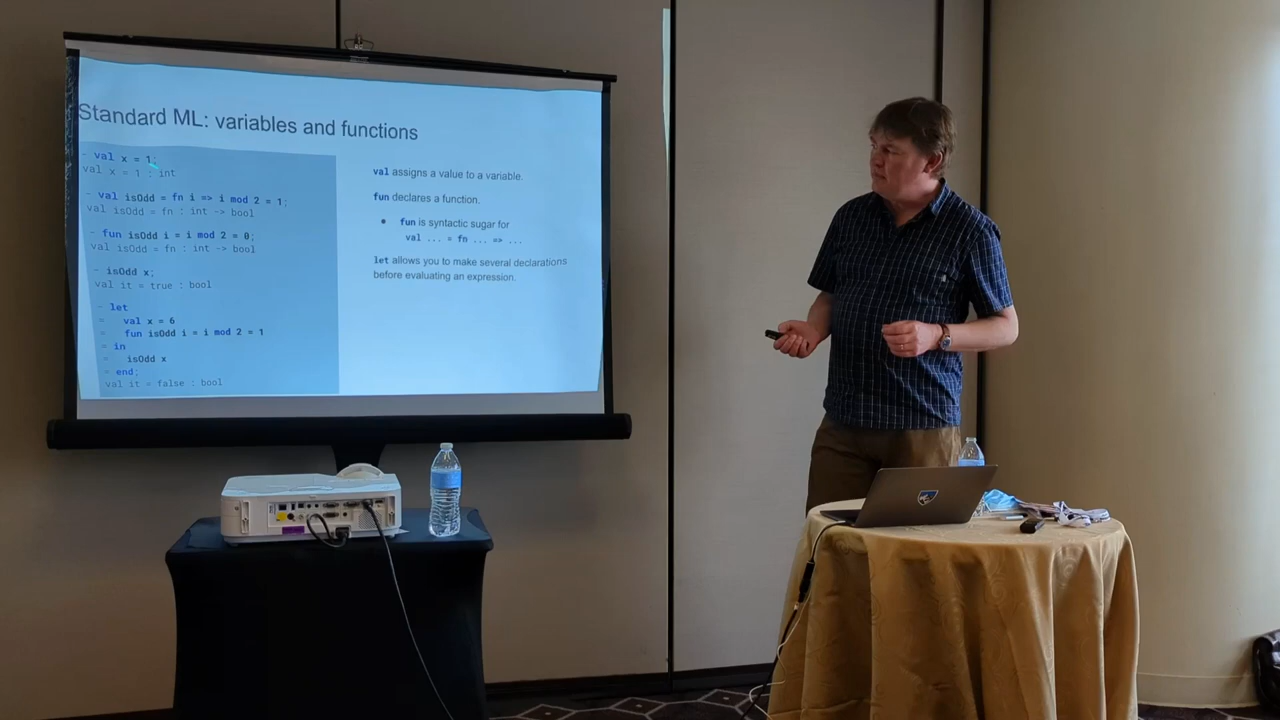 Standard ML: variables and functions
- val x = 1;
val x = 1 : int
- val isOdd = fn i => i mod 2 = 1;
val isOdd = fn : int -> bool
- fun isOdd i = i mod 2 = 0;
val isOdd = fn : int -> bool
- isOdd x;
val it = true : bool
- let
= val x = 6
= fun isOdd i = i mod 2 = 1
= in
= isOdd x
= end;
val it = false : bool
val assigns a value to a variable.
fun declares a function.
• fun is syntactic sugar for
val ... = fn ... => ...
let allows you to make several declarations
before evaluating an expression.